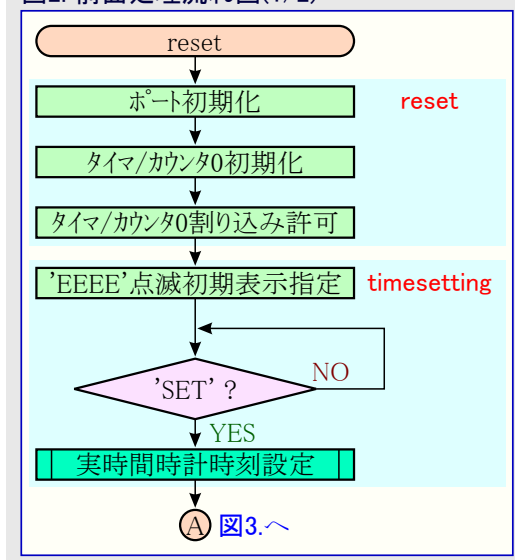 reset
ポート初期化
reset
タイマ/カウンタ0初期化
タイマ/カウンタ0割り込み許可
'EEEE'点滅初期表示指定
timesetting
'SET' ?
NO
YES
実時間時計時刻設定
A 図3.へ